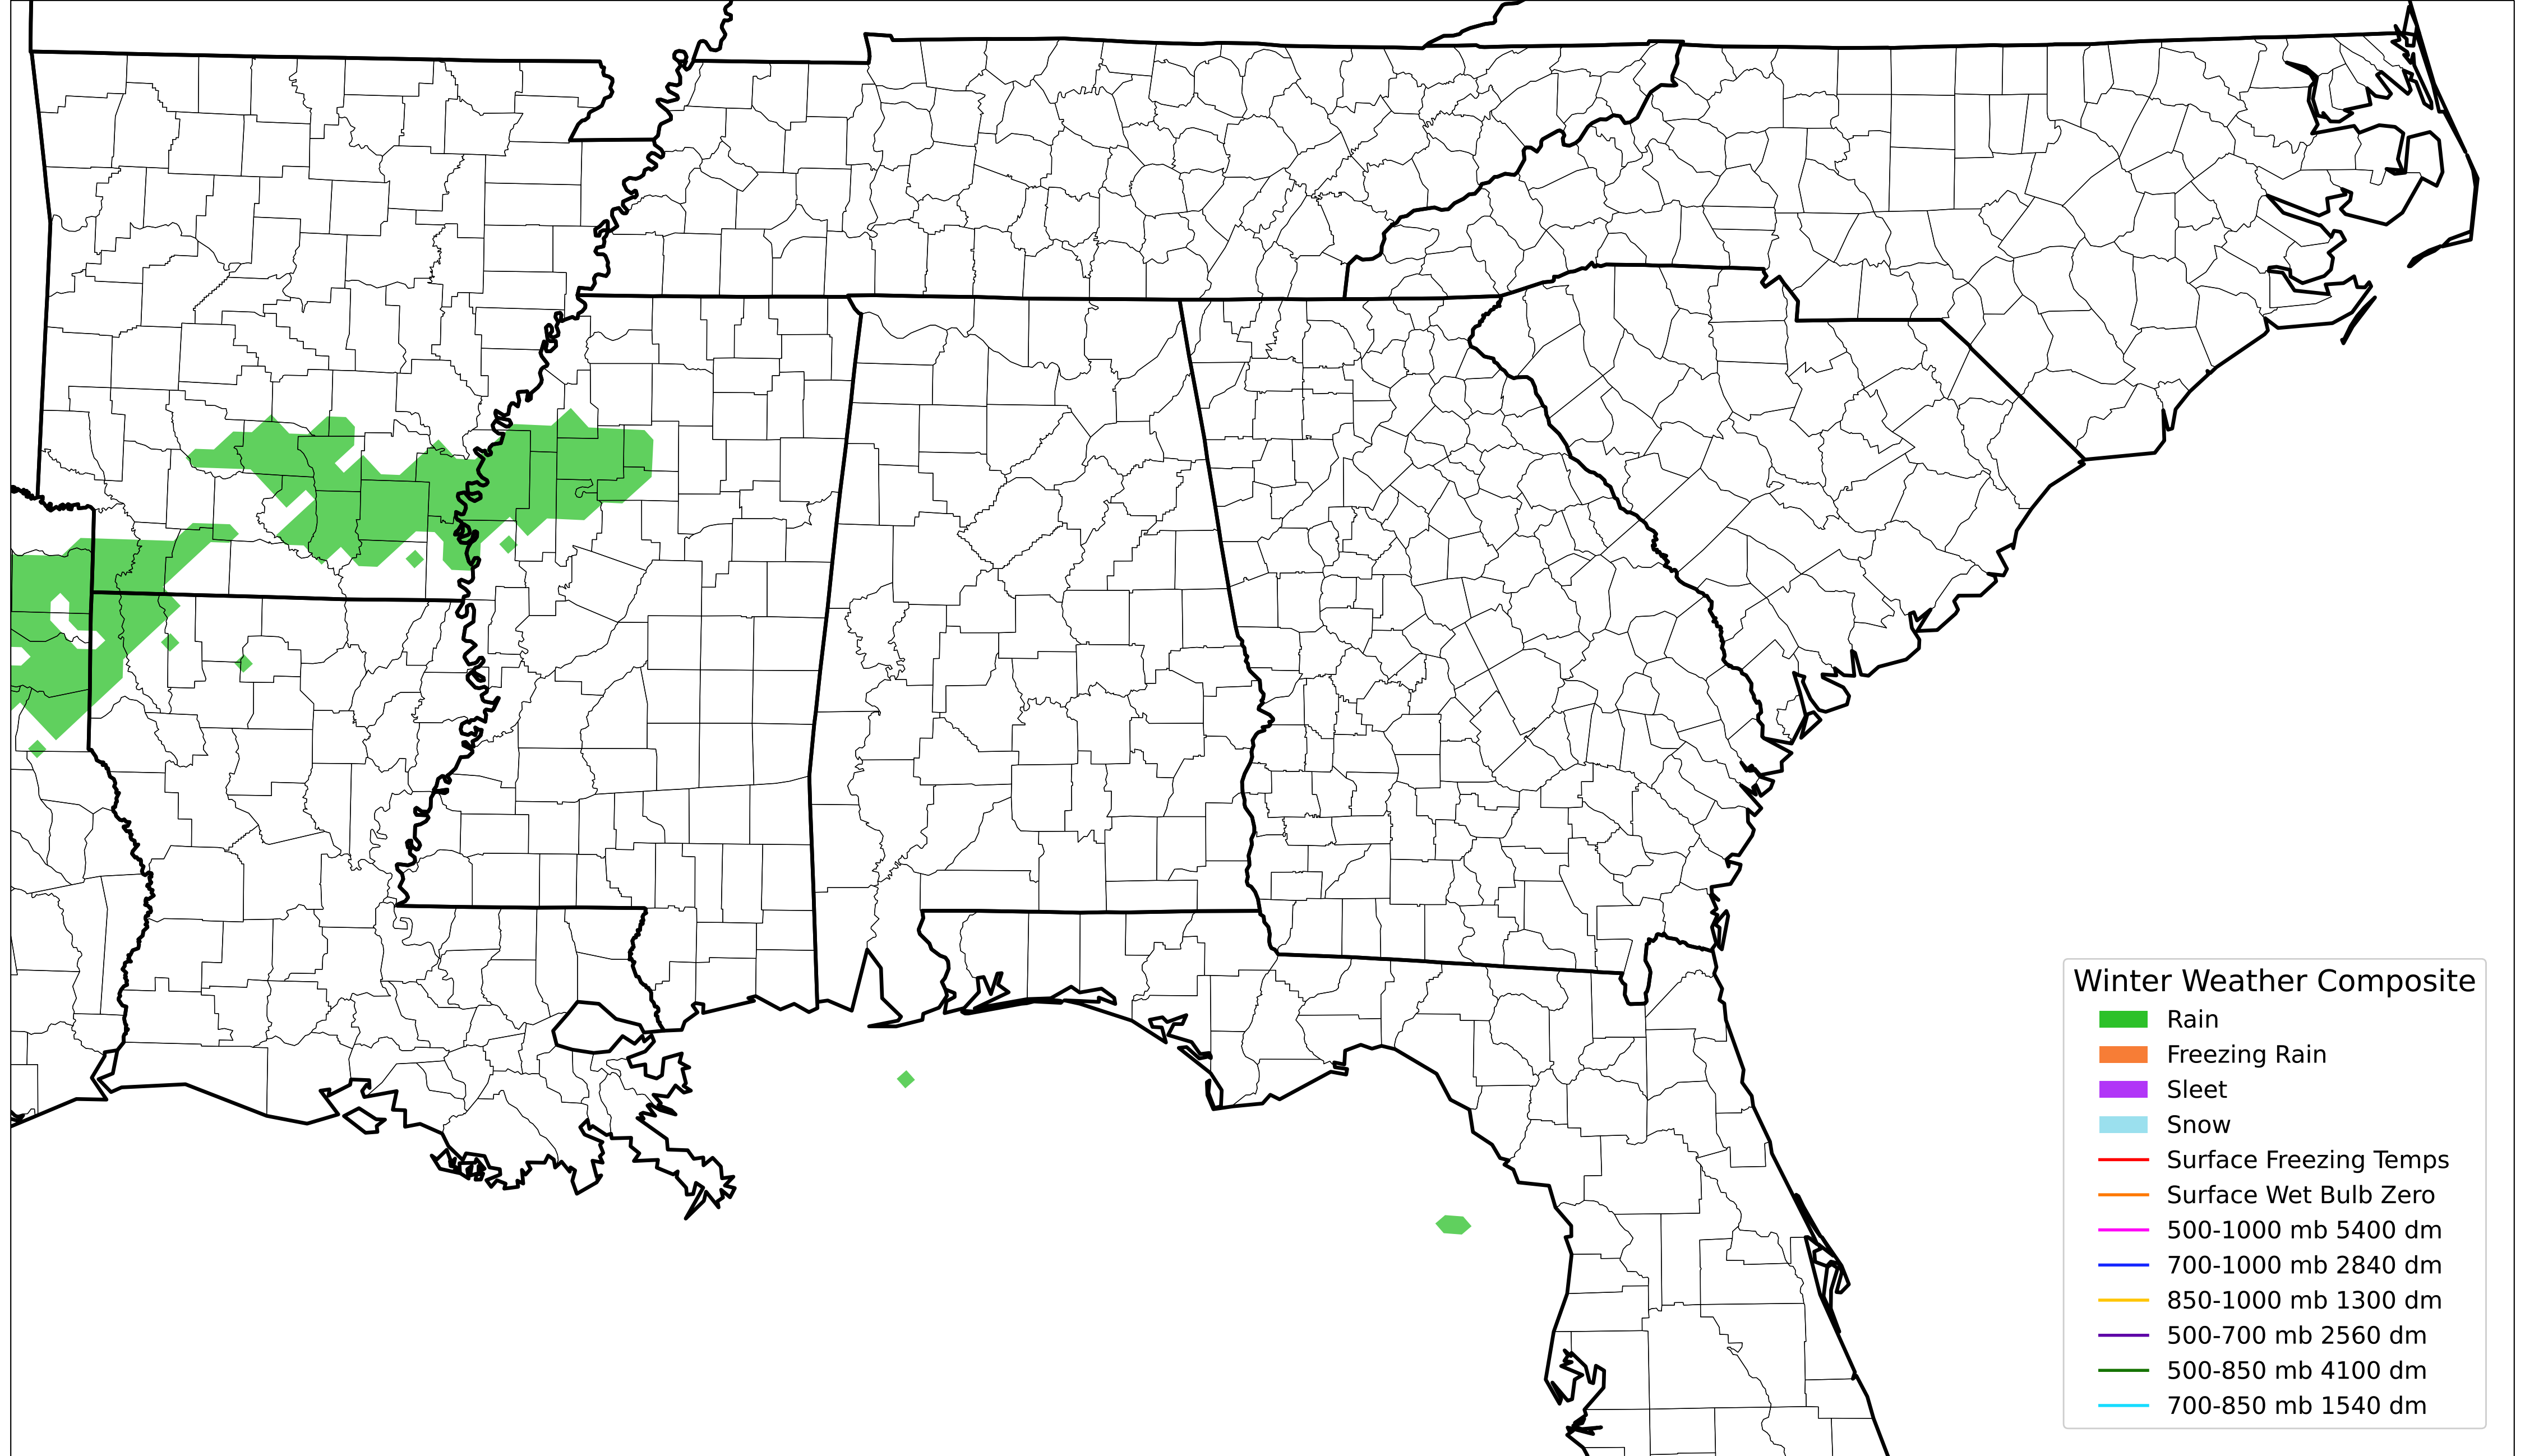 Winter Weather Composite
Rain
Freezing Rain
Sleet
Snow
Surface Freezing Temps
Surface Wet Bulb Zero
500-1000 mb 5400 dm
700-1000 mb 2840 dm
850-1000 mb 1300 dm
500-700 mb 2560 dm
500-850 mb 4100 dm
700-850 mb 1540 dm